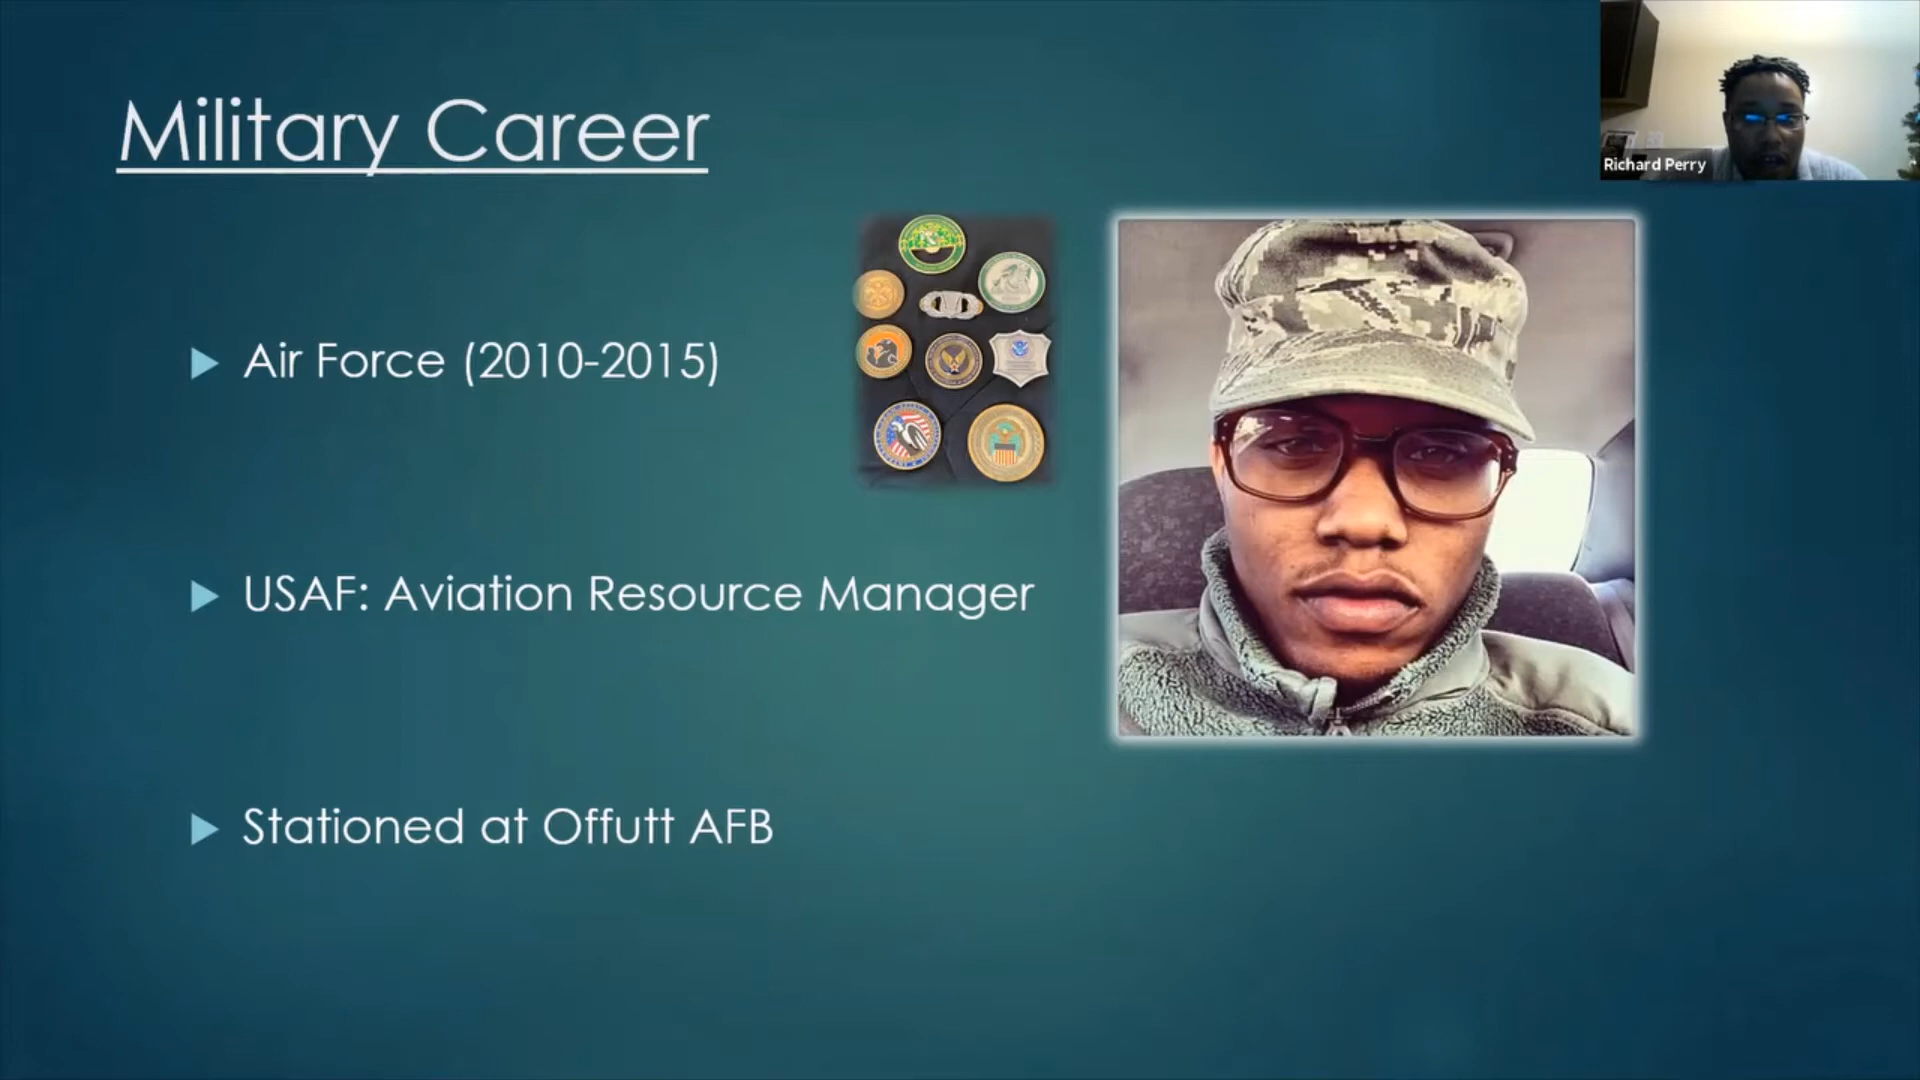 Military Career
Richard Perry
Air Force (2010-2015)
USAF: Aviation Resource Manager
Stationed at Offutt AFB